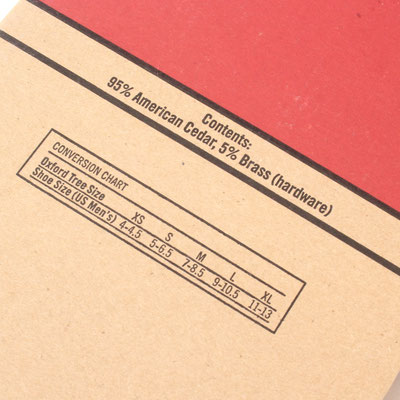 Contents:
95% American Cedar, 5% Brass (hardware)
CONVERSION CHART
Oxford Tree Size XS S M L XL
Shoe Size (US Men's) 4-4.5 5-6.5 7-8.5 9-10.5 11-13